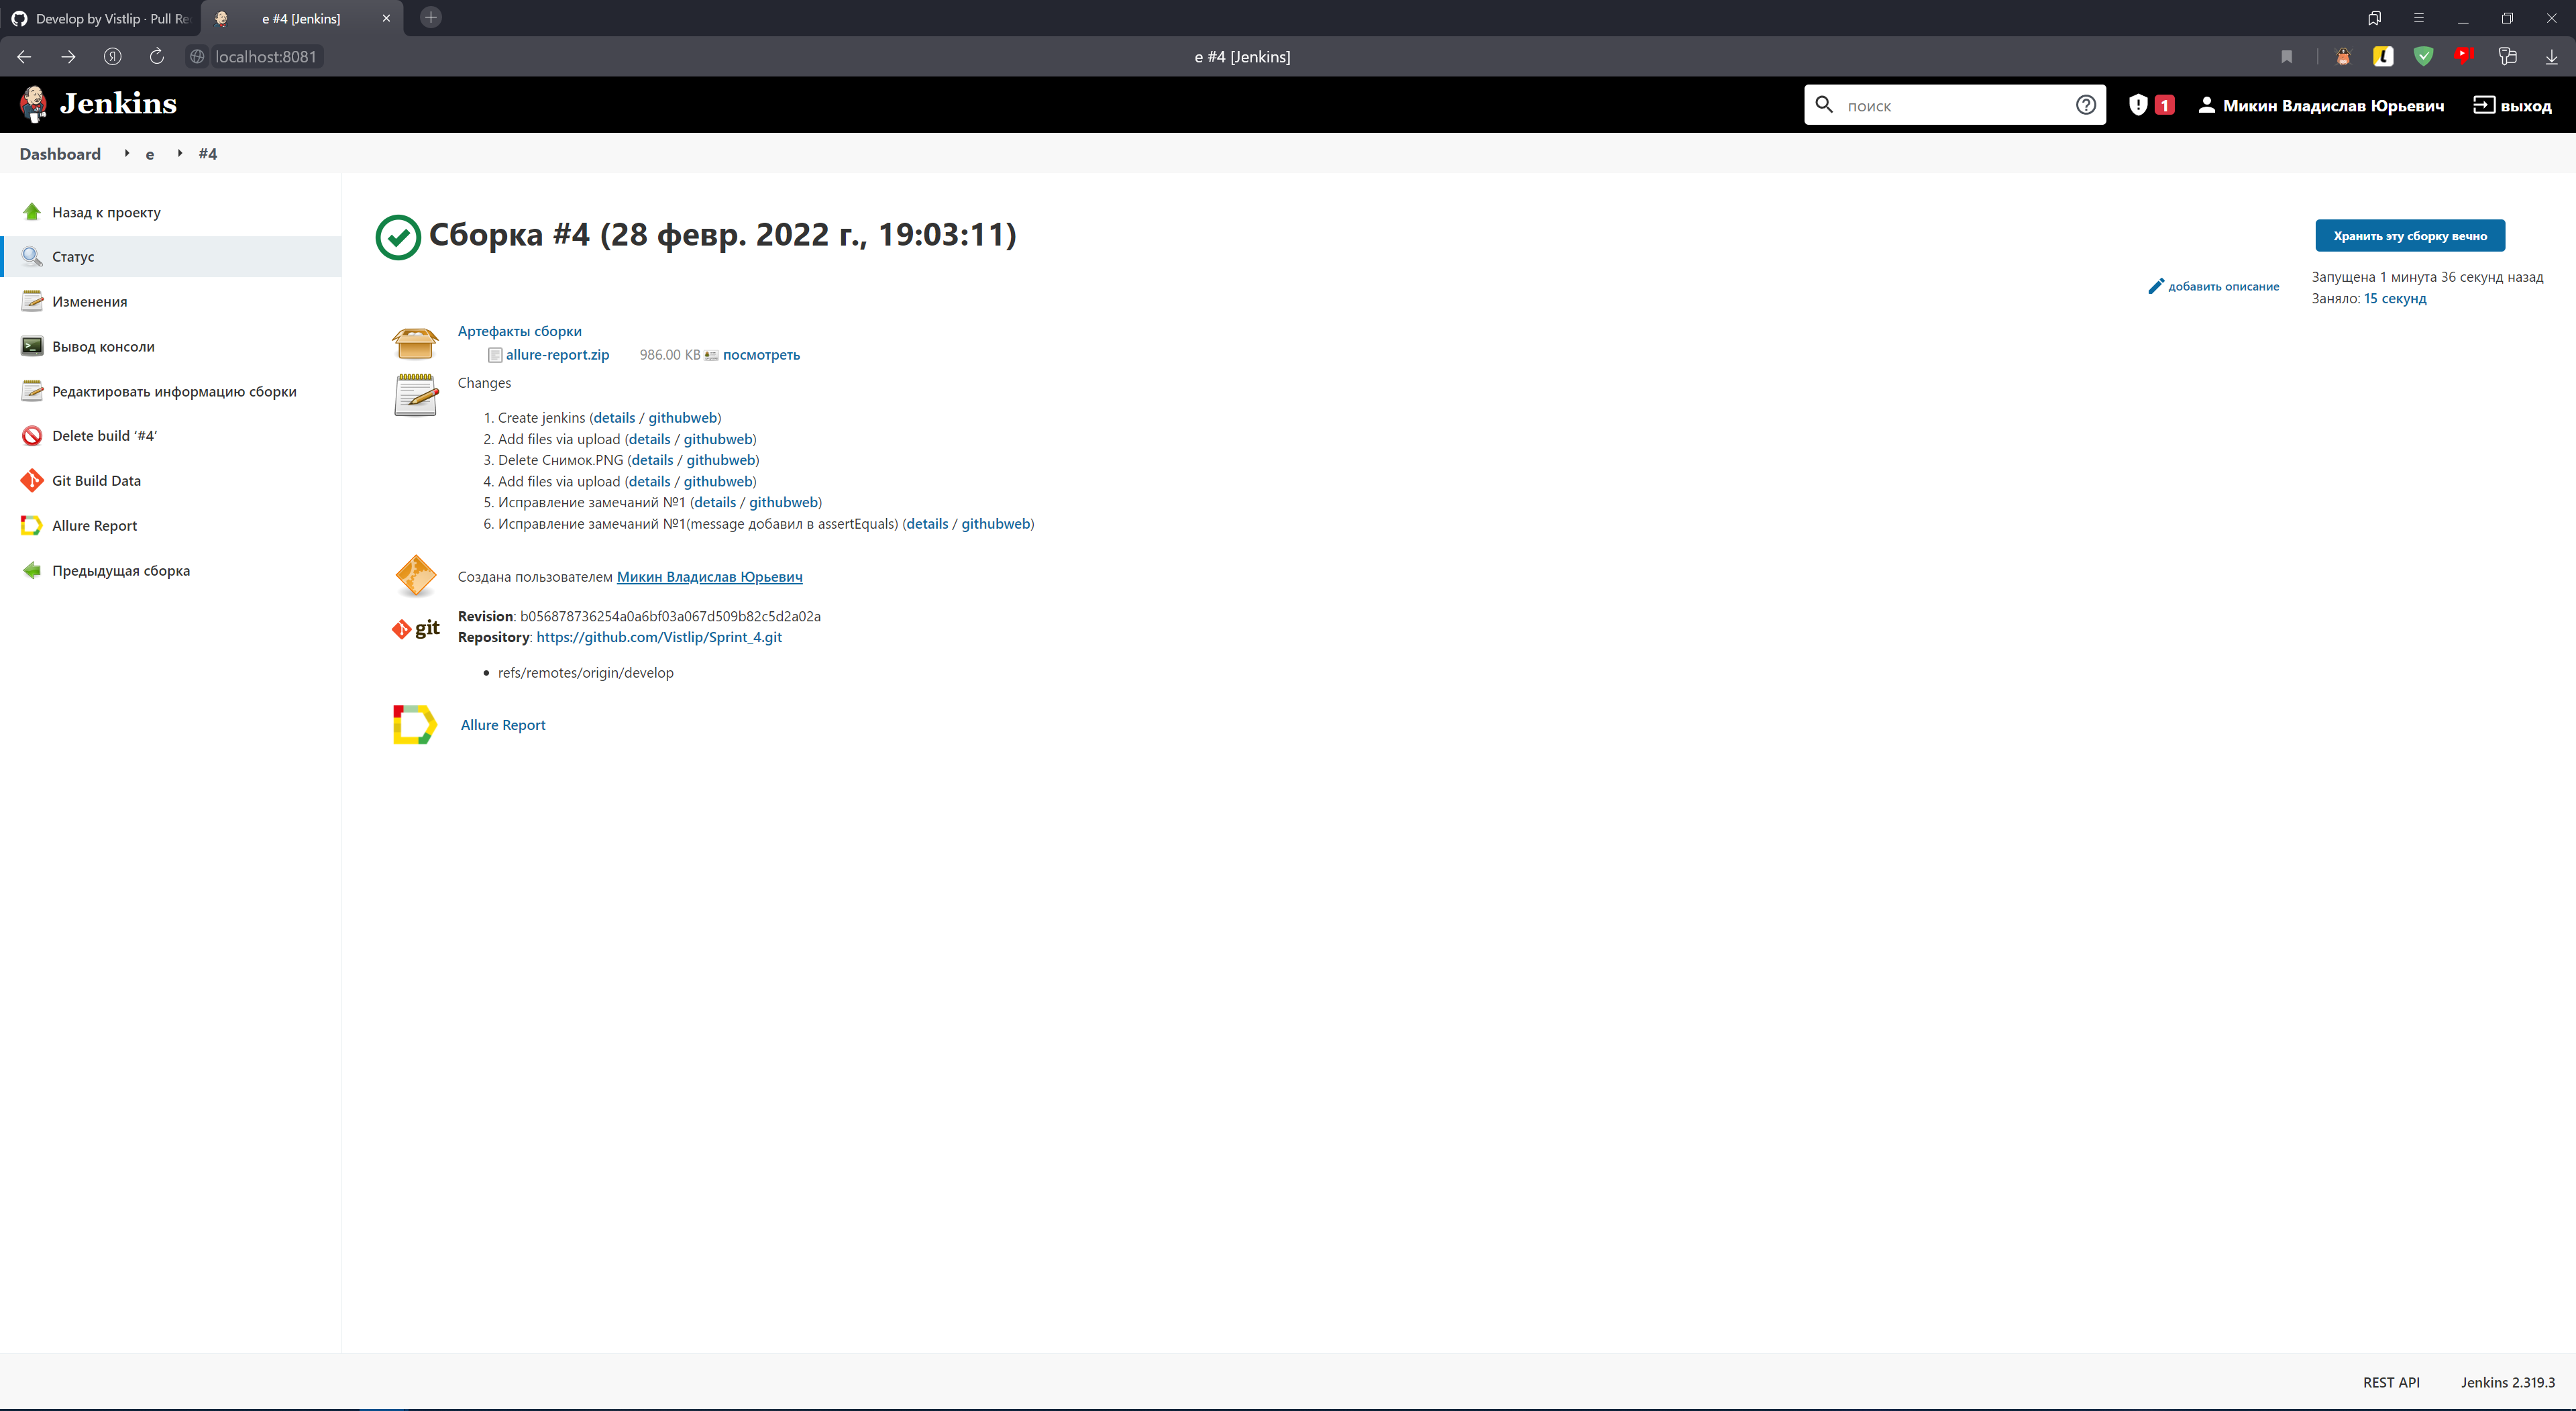 Develop by Vistlip · Pull Re
e #4 [Jenkins]
localhost:8081
e #4 [Jenkins]
Jenkins
поиск
1
Микин Владислав Юрьевич
выход
Dashboard
e
#4
Назад к проекту
Статус
Изменения
Вывод консоли
Редактировать информацию сборки
Delete build ‘#4’
Git Build Data
Allure Report
Предыдущая сборка
Сборка #4 (28 февр. 2022 г., 19:03:11)
Хранить эту сборку вечно
добавить описание
Запущена 1 минута 36 секунд назад
Заняло: 15 секунд
Артефакты сборки
allure-report.zip 986.00 KB посмотреть
Changes
1. Create jenkins (details / githubweb)
2. Add files via upload (details / githubweb)
3. Delete Снимок.PNG (details / githubweb)
4. Add files via upload (details / githubweb)
5. Исправление замечаний №1 (details / githubweb)
6. Исправление замечаний №1(message добавил в assertEquals) (details / githubweb)
Создана пользователем Микин Владислав Юрьевич
git
Revision: b056878736254a0a6bf03a067d509b82c5d2a02a
Repository: https://github.com/Vistlip/Sprint_4.git
• refs/remotes/origin/develop
Allure Report
REST API
Jenkins 2.319.3